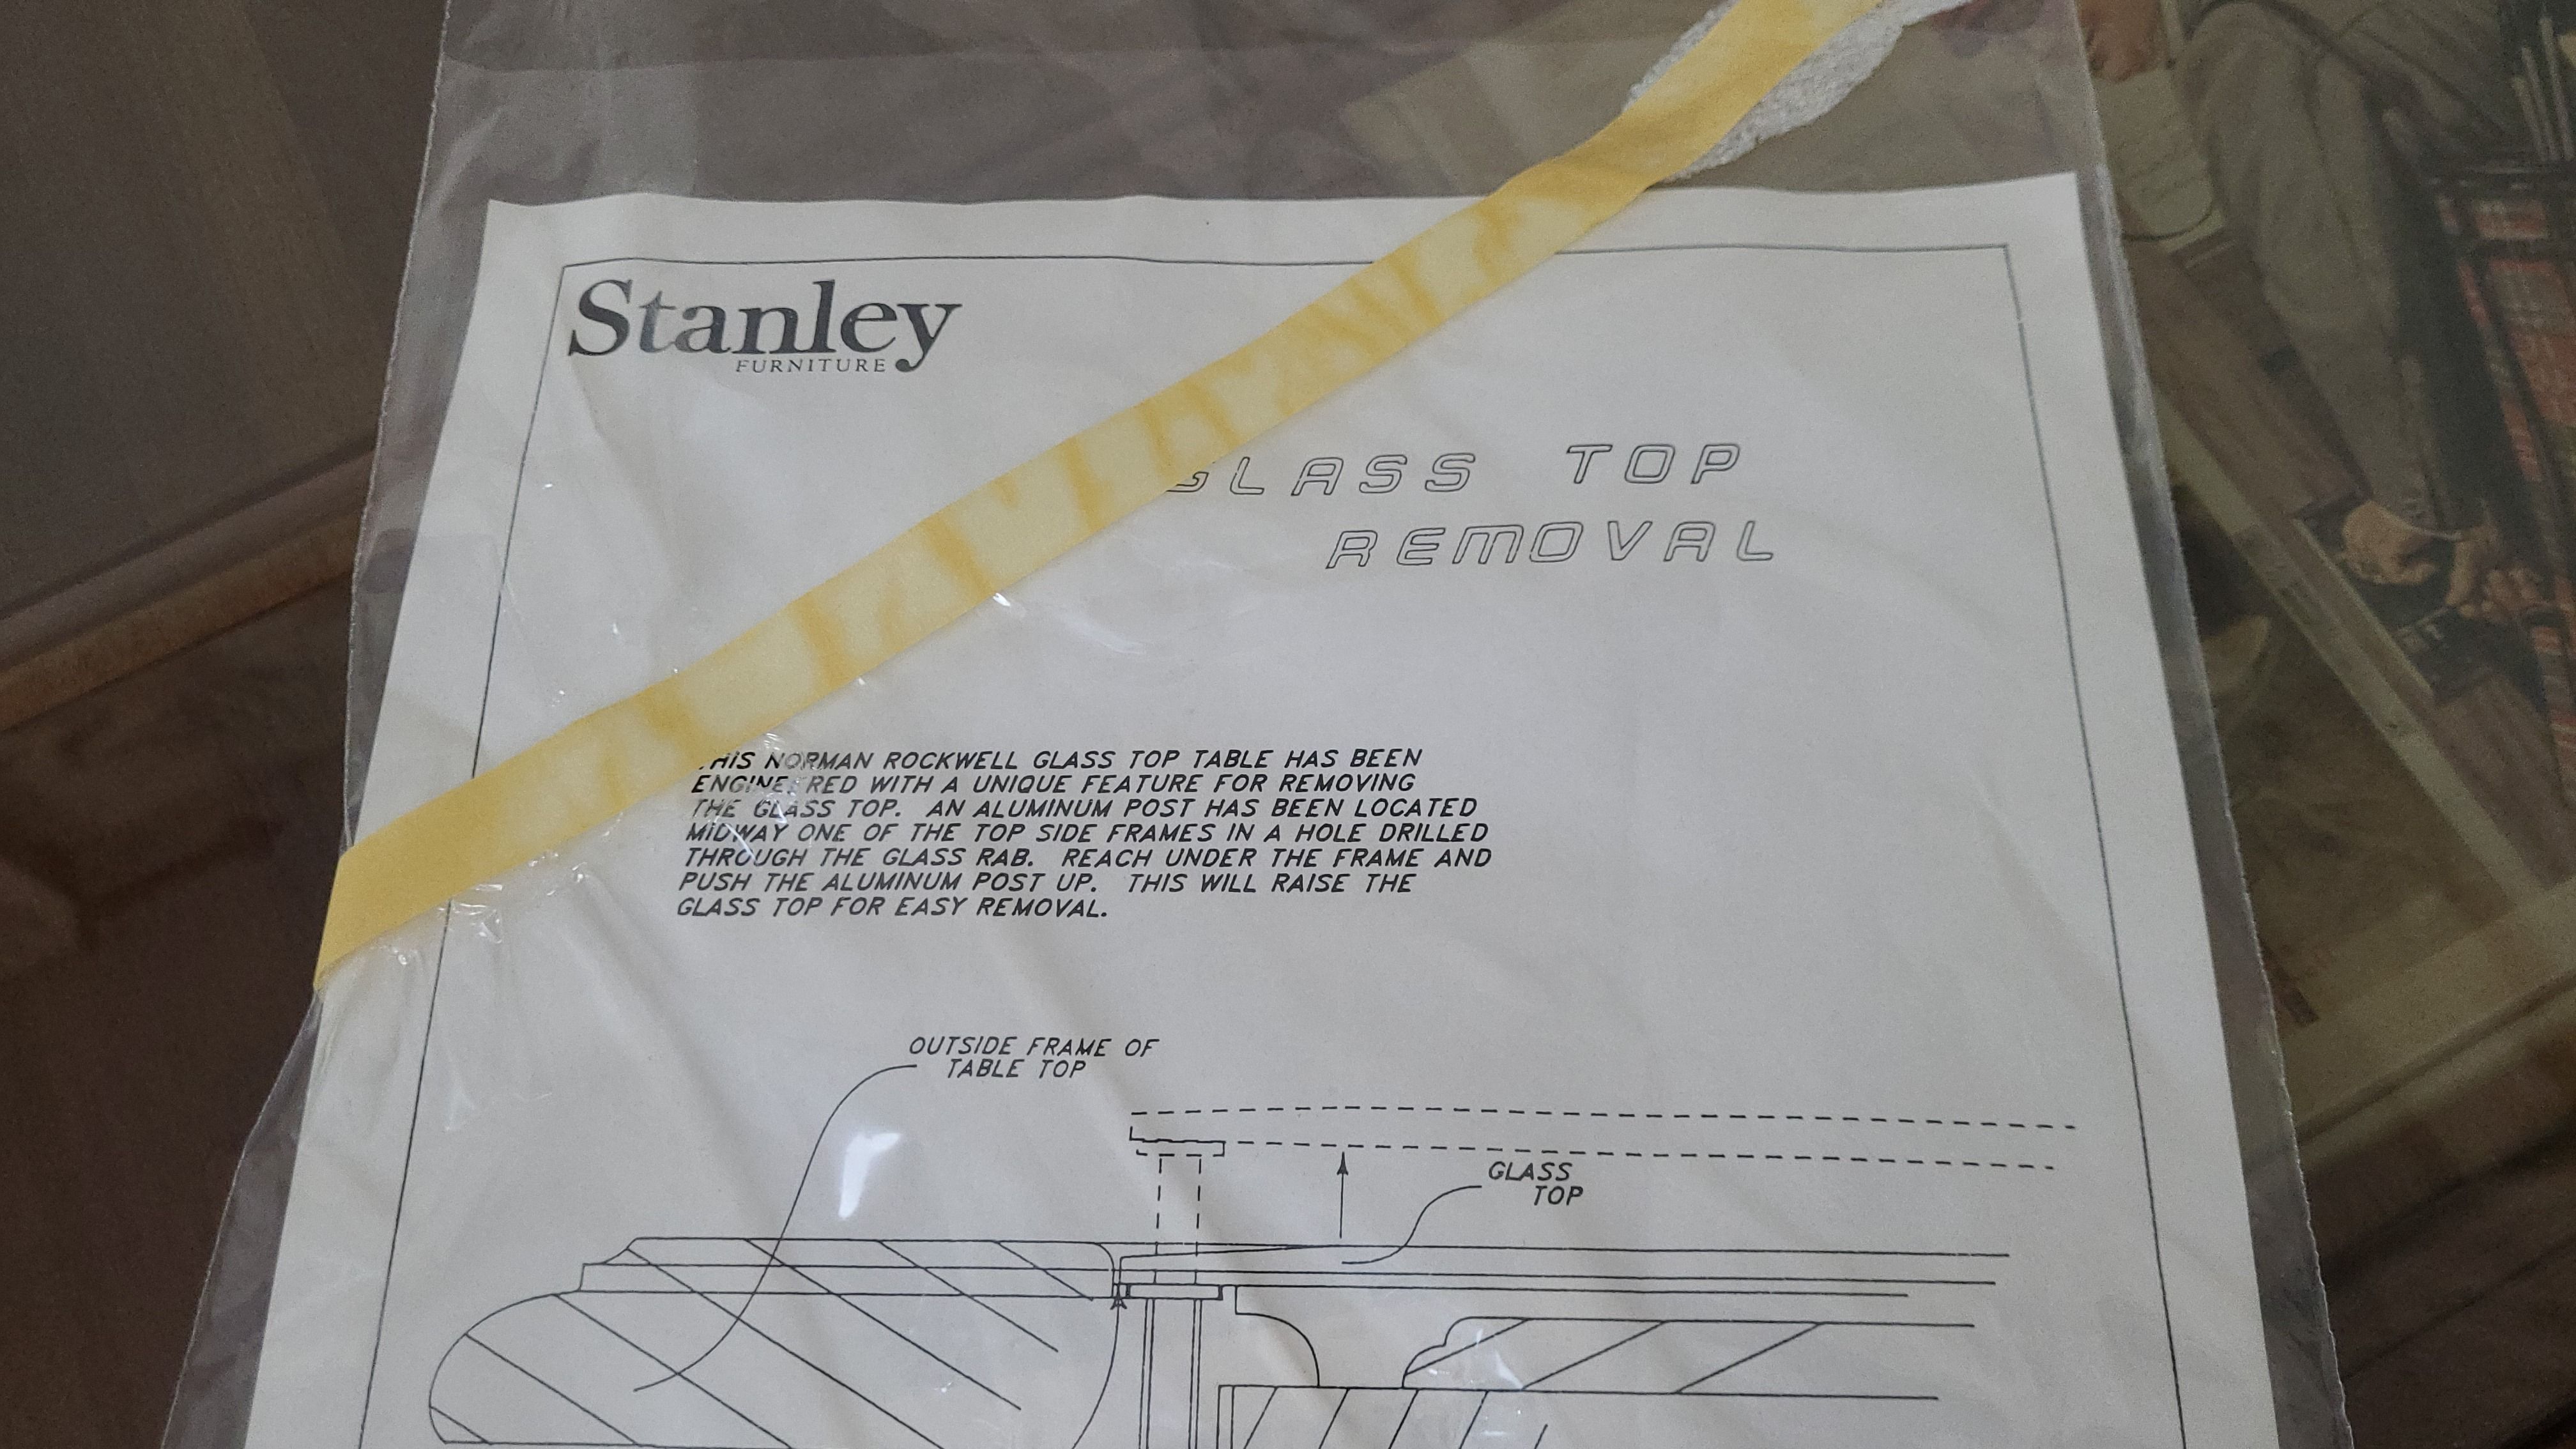 Stanley
FURNITURE
GLASS TOP
REMOVAL
THIS NORMAN ROCKWELL GLASS TOP TABLE HAS BEEN
ENGINEERED WITH A UNIQUE FEATURE FOR REMOVING
THE GLASS TOP. AN ALUMINUM POST HAS BEEN LOCATED
MIDWAY ONE OF THE TOP SIDE FRAMES IN A HOLE DRILLED
THROUGH THE GLASS RAB. REACH UNDER THE FRAME AND
PUSH THE ALUMINUM POST UP. THIS WILL RAISE THE
GLASS TOP FOR EASY REMOVAL.
OUTSIDE FRAME OF
TABLE TOP
GLASS
TOP